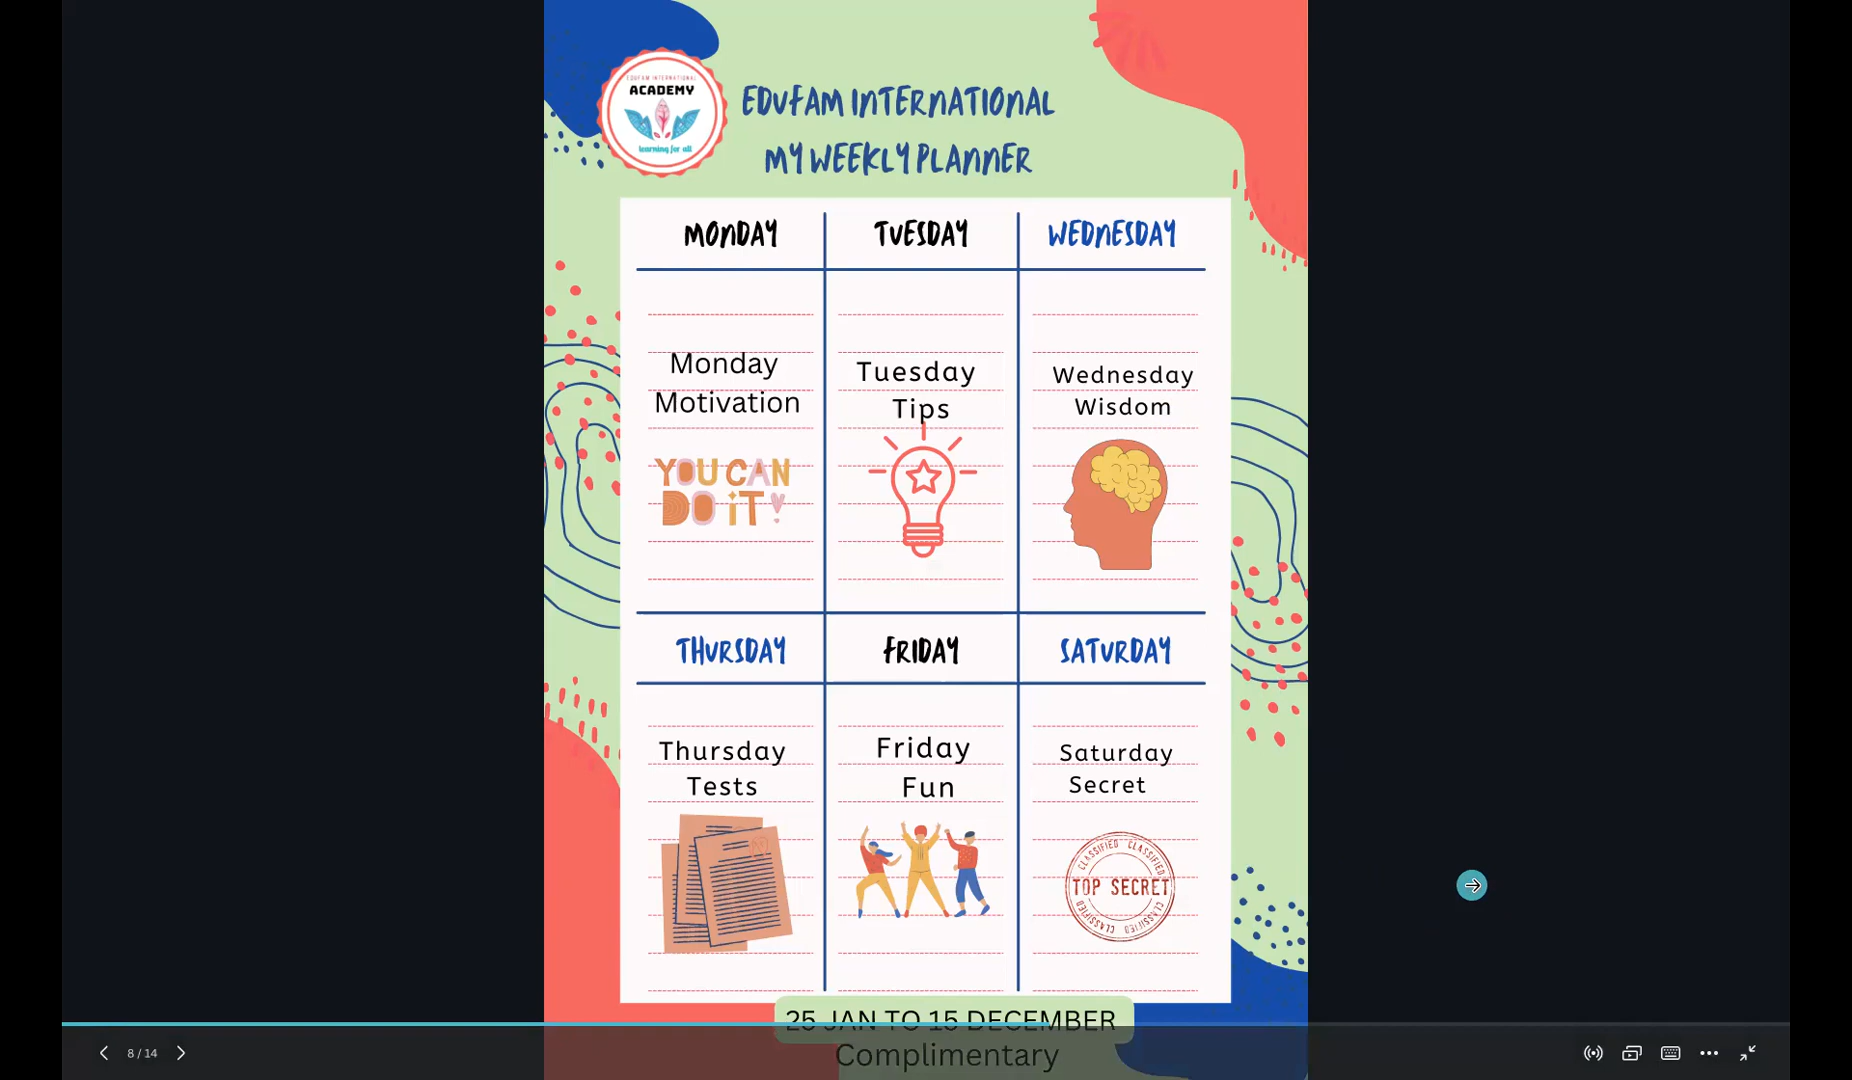 EDUFAM INTERNATIONAL
ACADEMY
learning for all
EDUFAM INTERNATIONAL
MY WEEKLY PLANNER
MONDAY
TUESDAY
WEDNESDAY
Monday
Motivation
Tuesday
Tips
Wednesday
Wisdom
YOU CAN
DO IT!
THURSDAY
FRIDAY
SATURDAY
Thursday
Tests
Friday
Fun
Saturday
Secret
CLASSIFIED CLASSIFIED
TOP SECRET
CLASSIFIED CLASSIFIED
25 JAN TO 15 DECEMBER
Complimentary
8 / 14